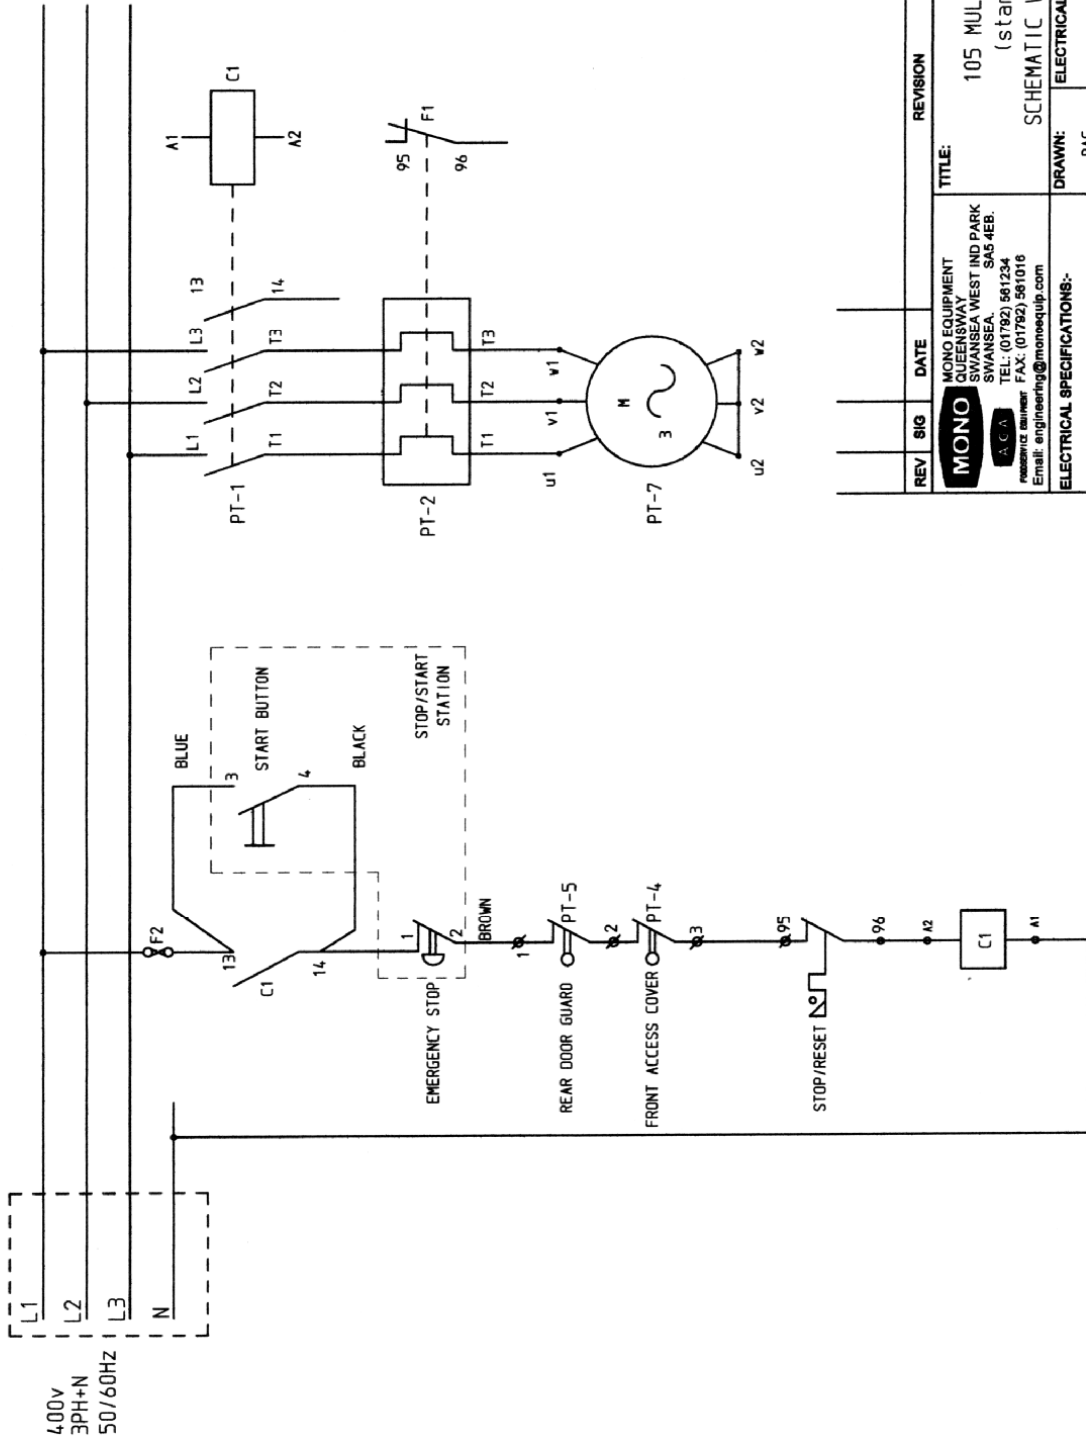 400v
3PH+N
50/60Hz
L1
L2
L3
N
F2
13
C1
14
BLUE
3
START BUTTON
4
BLACK
STOP/START
STATION
1
2
EMERGENCY STOP
BROWN
1
REAR DOOR GUARD
PT-5
2
FRONT ACCESS COVER
PT-4
3
95
STOP/RESET
96
A2
C1
A1
L1
L2
L3
13
PT-1
T1
T2
T3
14
A1
C1
A2
PT-2
T1
T2
T3
95
F1
96
u1
v1
w1
M
3
PT-7
u2
v2
w2
REV
SIG
DATE
REVISION
MONO
AGA
FOODSERVICE EQUIPMENT
MONO EQUIPMENT
QUEENSWAY
SWANSEA WEST IND PARK
SWANSEA. SA5 4EB.
TEL: (01792) 561234
FAX: (01792) 561016
Email: engineering@monoequip.com
TITLE:
105 MUL
(star
SCHEMATIC
ELECTRICAL SPECIFICATIONS:-
DRAWN:
ELECTRICAL